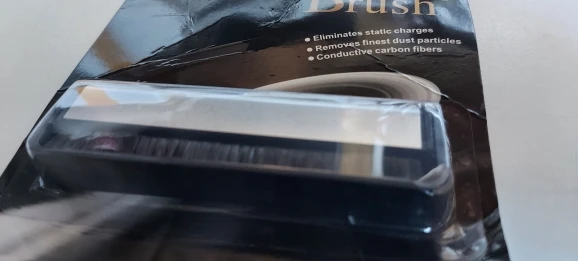 Brush
● Eliminates static charges
● Removes finest dust particles
● Conductive carbon fibers